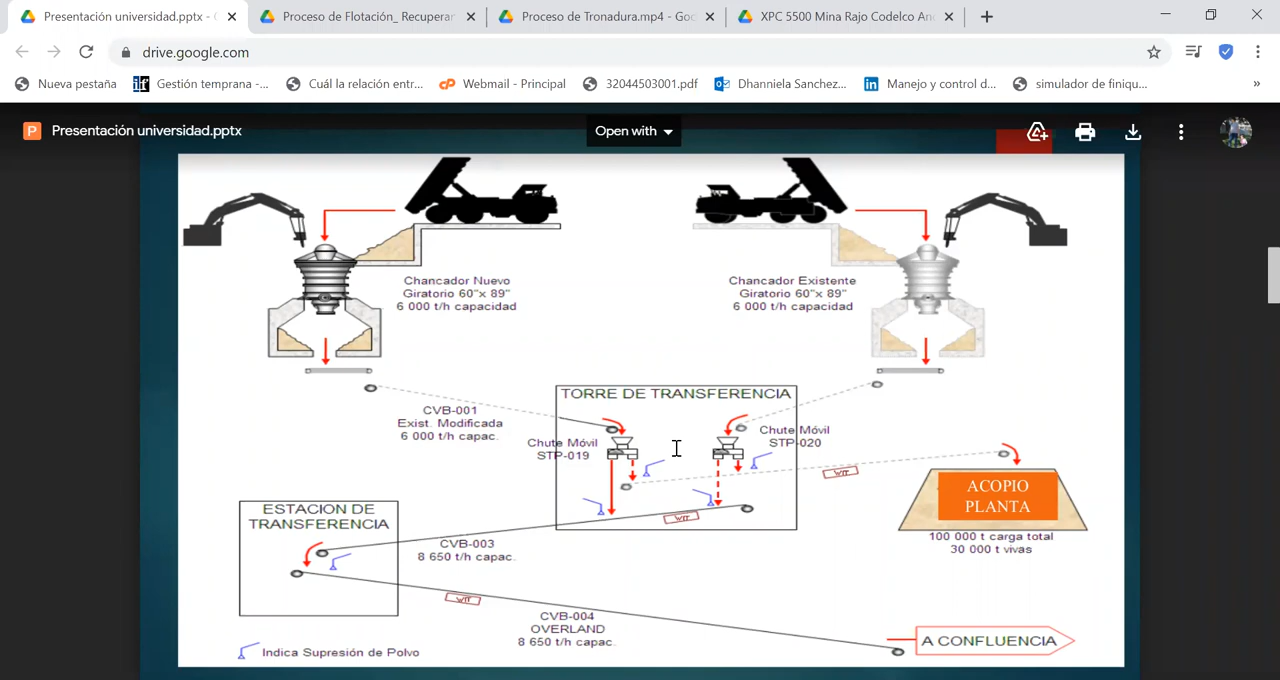 Presentación universidad.pptx - G
Proceso de Flotación_ Recuperar
Proceso de Tronadura.mp4 - Goo
XPC 5500 Mina Rajo Codelco And
drive.google.com
Nueva pestaña
Gestión temprana -...
Cuál la relación entr...
Webmail - Principal
32044503001.pdf
Dhanniela Sanchez...
Manejo y control d...
simulador de finiqu...
»
P
Presentación universidad.pptx
Open with
Chancador Nuevo
Giratorio 60"x 89"
6 000 t/h capacidad
Chancador Existente
Giratorio 60"x 89"
6 000 t/h capacidad
TORRE DE TRANSFERENCIA
CVB-001
Exist. Modificada
6 000 t/h capac.
Chute Móvil
STP-019
Chute Móvil
STP-020
WIT
ACOPIO
PLANTA
100 000 t carga total
30 000 t vivas
WIT
ESTACION DE
TRANSFERENCIA
CVB-003
8 650 t/h capac.
WIT
CVB-004
OVERLAND
8 650 t/h capac.
A CONFLUENCIA
Indica Supresión de Polvo